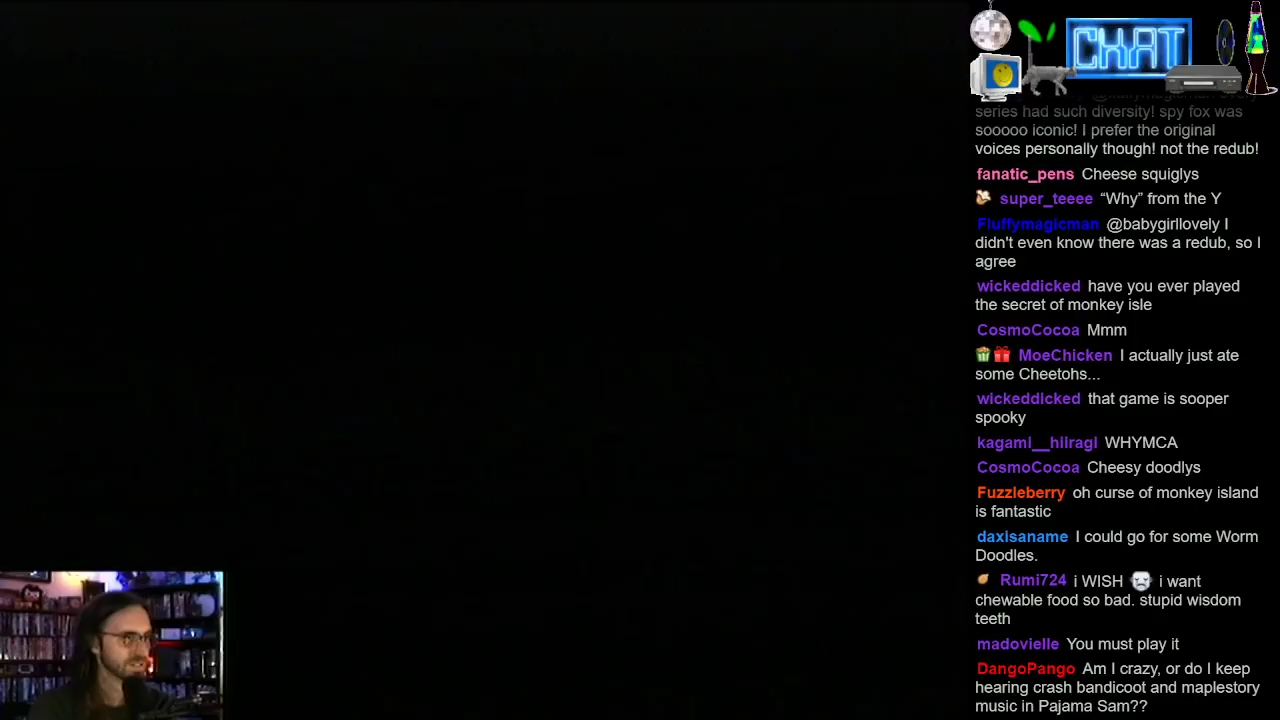 CHAT
series had such diversity! spy fox was
sooooo iconic! I prefer the original
voices personally though! not the redub!
fanatic_pens Cheese squiglys
super_teeee “Why” from the Y
Fluffymagicman @babygirllovely I
didn't even know there was a redub, so I
agree
wickeddicked have you ever played
the secret of monkey isle
CosmoCocoa Mmm
MoeChicken I actually just ate
some Cheetohs...
wickeddicked that game is sooper
spooky
kagami__hiiragi WHYMCA
CosmoCocoa Cheesy doodlys
Fuzzleberry oh curse of monkey island
is fantastic
daxisaname I could go for some Worm
Doodles.
Rumi724 i WISH i want
chewable food so bad. stupid wisdom
teeth
madovielle You must play it
DangoPango Am I crazy, or do I keep
hearing crash bandicoot and maplestory
music in Pajama Sam??